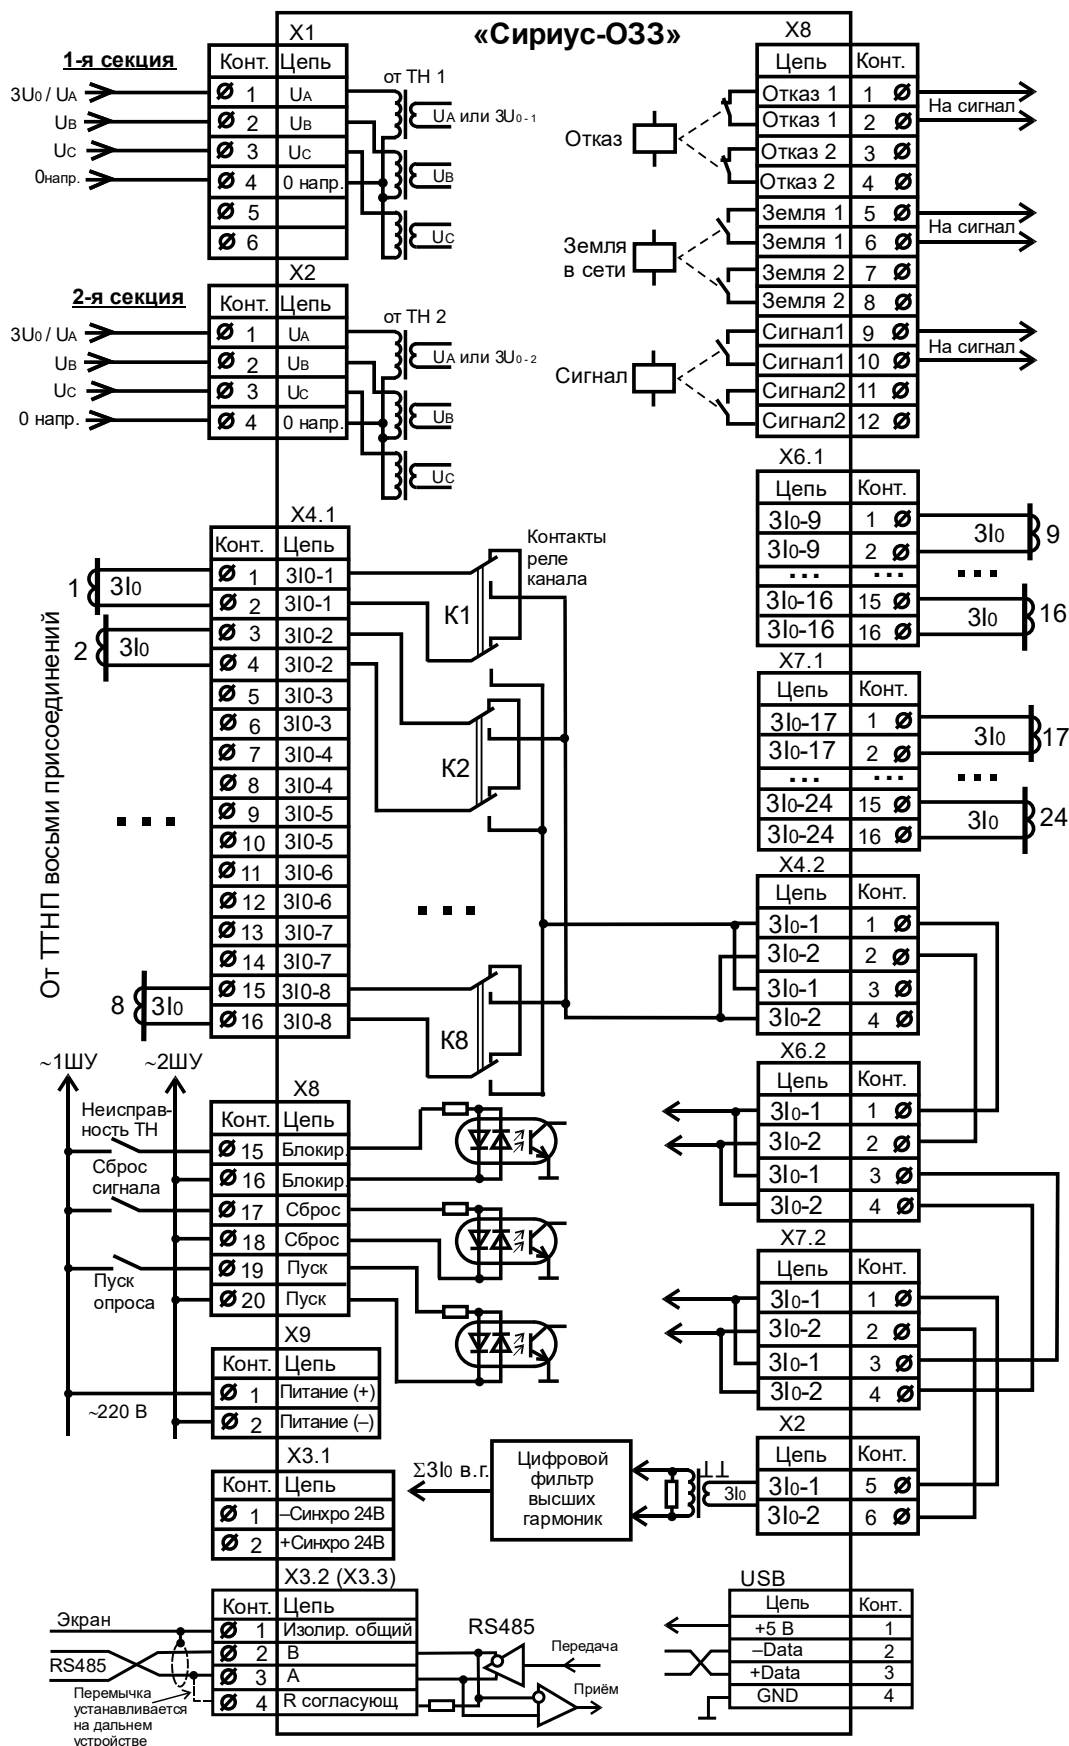 «Сириус-ОЗЗ»
X1
1-я секция
Конт. Цепь
3U0 / UA 1 UA
UB 2 UB
UC 3 UC
0напр. 4 0 напр.
5
6
от ТН 1
UA или 3U0-1
UB
UC
X2
2-я секция
Конт. Цепь
3U0 / UA 1 UA
UB 2 UB
UC 3 UC
0 напр. 4 0 напр.
от ТН 2
UA или 3U0-2
UB
UC
X4.1
Конт. Цепь
1 3I0 1 3I0-1
2 3I0-1
2 3I0 3 3I0-2
4 3I0-2
5 3I0-3
6 3I0-3
7 3I0-4
8 3I0-4
9 3I0-5
10 3I0-5
11 3I0-6
12 3I0-6
13 3I0-7
14 3I0-7
8 3I0 15 3I0-8
16 3I0-8
От ТТНП восьми присоединений
...
Контакты
реле
канала
К1
К2
...
К8
~1ШУ ~2ШУ
X8
Конт. Цепь
Неисправ-
ность ТН
15 Блокир.
16 Блокир.
Сброс
сигнала
17 Сброс
18 Сброс
19 Пуск
Пуск
опроса
20 Пуск
X9
Конт. Цепь
1 Питание (+)
~220 В
2 Питание (–)
X3.1
Конт. Цепь
1 –Синхро 24В
2 +Синхро 24В
X3.2 (X3.3)
Конт. Цепь
Экран 1 Изолир. общий
2 B
RS485 3 A
4 R согласующ.
Перемычка
устанавливается
на дальнем
устройстве
RS485
Передача
Приём
X8
Цепь Конт.
Отказ 1 1
Отказ 1 2
Отказ 2 3
Отказ 2 4
Земля 1 5
Земля 1 6
Земля 2 7
Земля 2 8
Сигнал1 9
Сигнал1 10
Сигнал2 11
Сигнал2 12
Отказ
Земля
в сети
Сигнал
На сигнал
На сигнал
На сигнал
X6.1
Цепь Конт.
3I0-9 1 3I0 9
3I0-9 2
... ... ...
3I0-16 15 3I0 16
3I0-16 16
X7.1
Цепь Конт.
3I0-17 1 3I0 17
3I0-17 2
... ... ...
3I0-24 15 3I0 24
3I0-24 16
X4.2
Цепь Конт.
3I0-1 1
3I0-2 2
3I0-1 3
3I0-2 4
X6.2
Цепь Конт.
3I0-1 1
3I0-2 2
3I0-1 3
3I0-2 4
X7.2
Цепь Конт.
3I0-1 1
3I0-2 2
3I0-1 3
3I0-2 4
X2
Цепь Конт.
3I0-1 5
3I0-2 6
3I0
Σ3I0 в.г.
Цифровой
фильтр
высших
гармоник
USB
Цепь Конт.
+5 В 1
–Data 2
+Data 3
GND 4